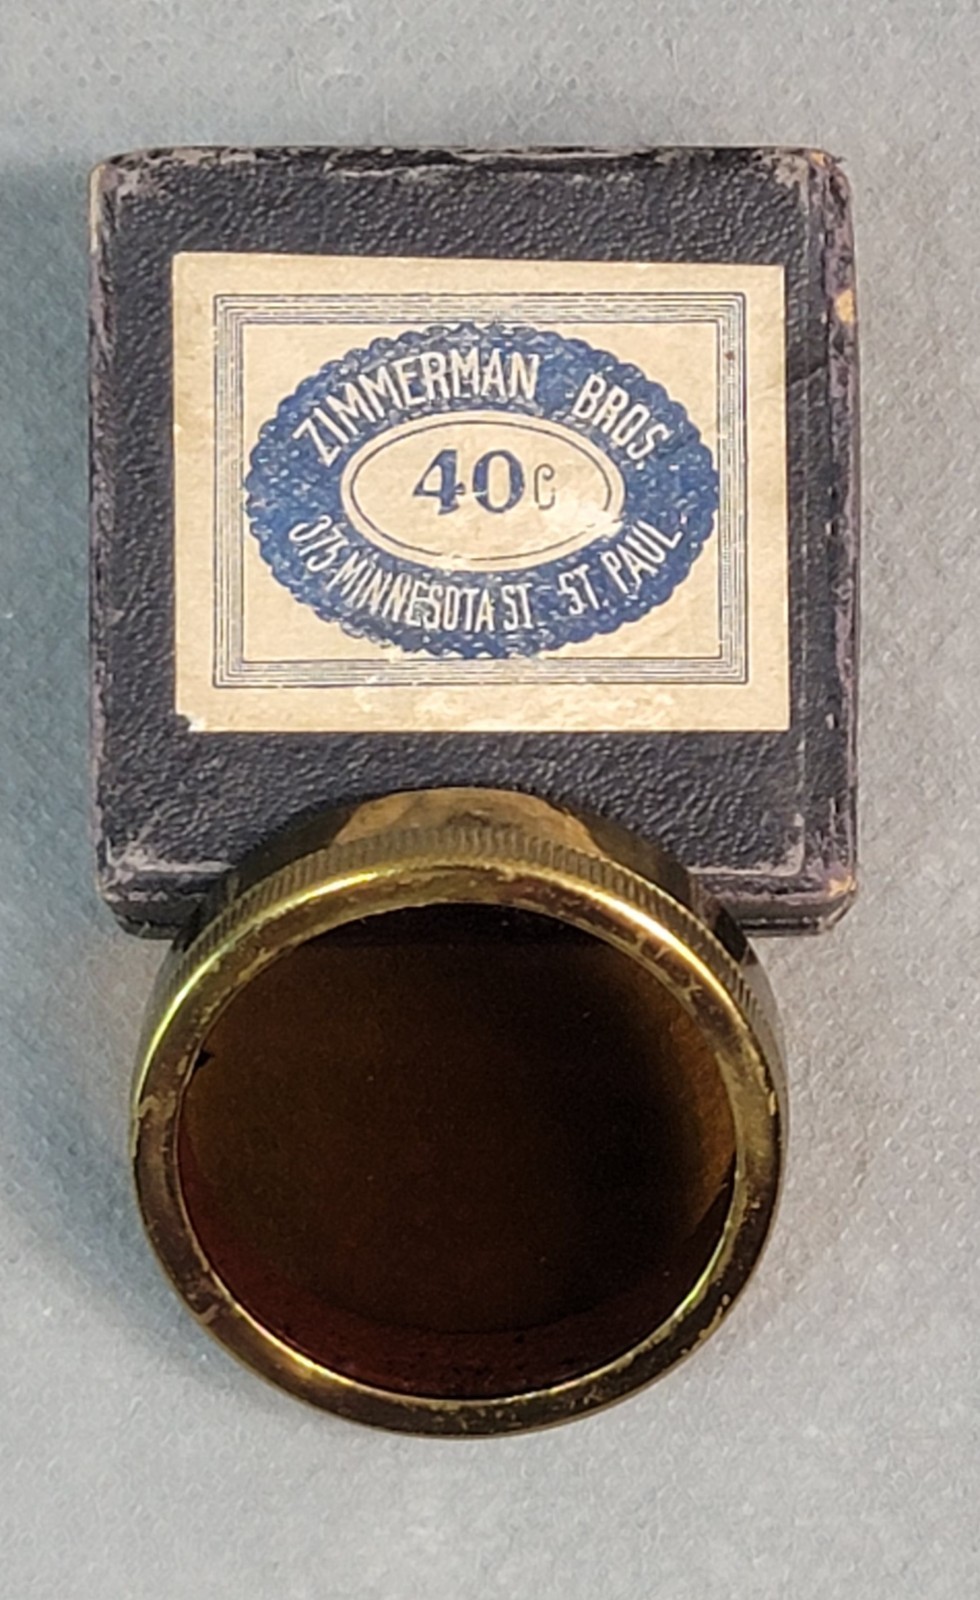 ZIMMERMAN BROS.
40c
375 MINNESOTA ST. ST. PAUL.